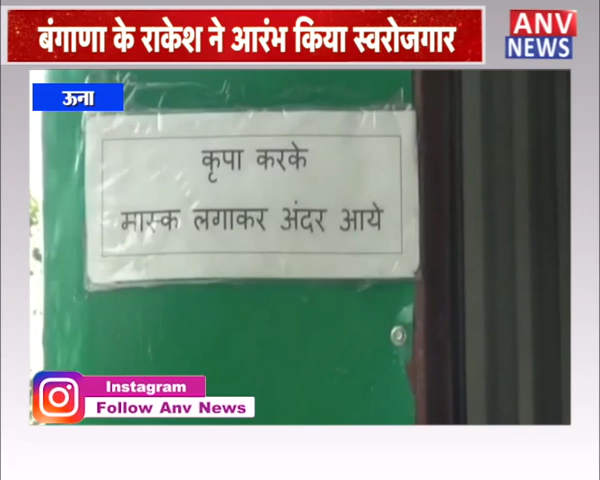 बंगाणा के राकेश ने आरंभ किया स्वरोजगार
ANV
NEWS
ऊना
कृपा करके
मास्क लगाकर अंदर आये
Instagram
Follow Anv News